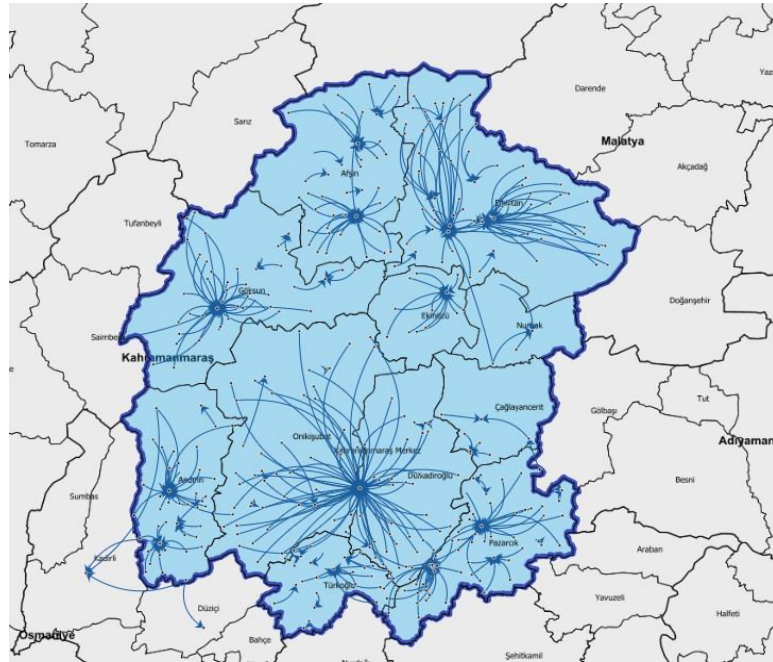 Yaz
Darende
Sarız
Malatya
Tomarza
Akçadağ
Afşin
Elbistan
Tufanbeyli
Doğanşehir
Göksun
Ekinözü
Nurhak
Saimbeyli
Kahramanmaraş
Tut
Çağlayancerit
Gölbaşı
Onikişubat
Adıyaman
Kahramanmaraş Merkez
Dulkadiroğlu
Andırın
Besni
Sumbas
Pazarcık
Araban
Kadirli
Türkoğlu
Yavuzeli
Düziçi
Halfeti
Osmaniye
Bahçe
Şehitkamil